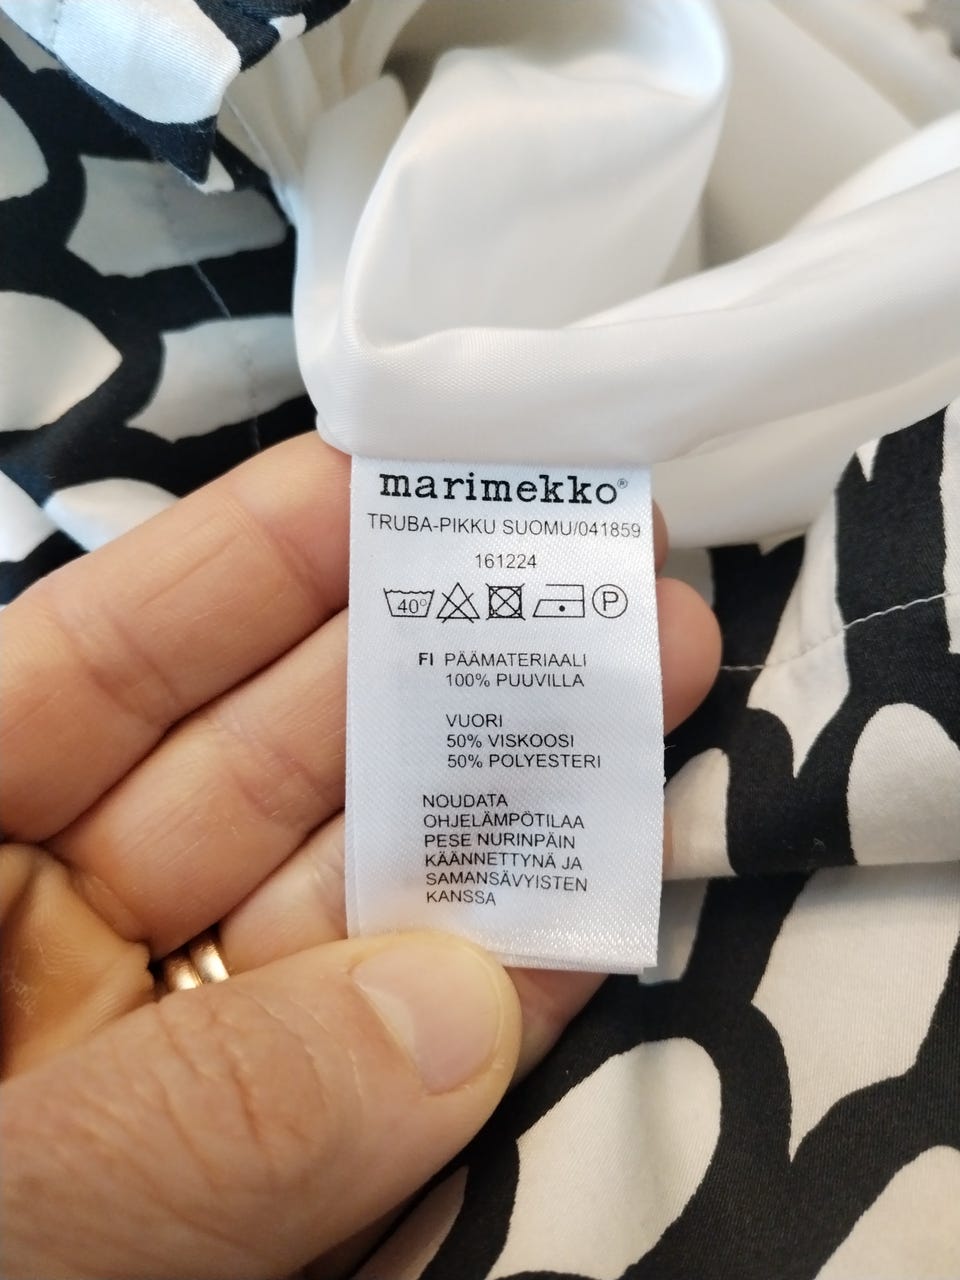 marimekko®
TRUBA-PIKKU SUOMU/041859
161224
40° P
FI PÄÄMATERIAALI
100% PUUVILLA
VUORI
50% VISKOOSI
50% POLYESTERI
NOUDATA
OHJELÄMPÖTILAA
PESE NURINPÄIN
KÄÄNNETTYNÄ JA
SAMANSÄVYISTEN
KANSSA